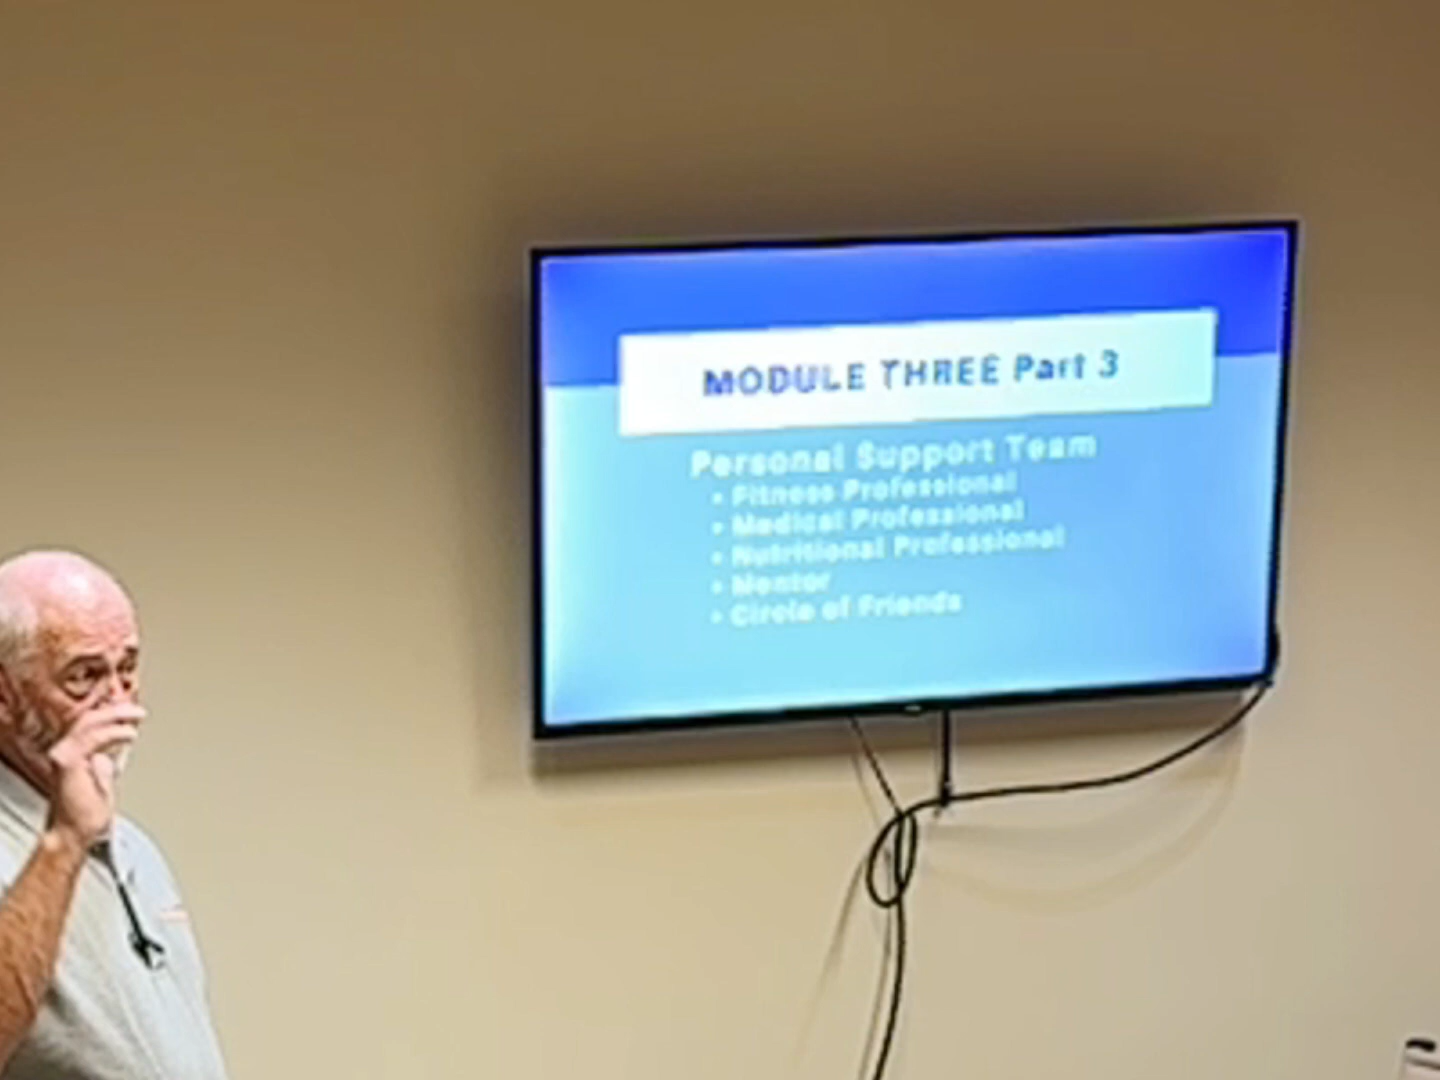 MODULE THREE Part 3
Personal Support Team
• Fitness Professional
• Medical Professional
• Nutritional Professional
• Mentor
• Circle of Friends